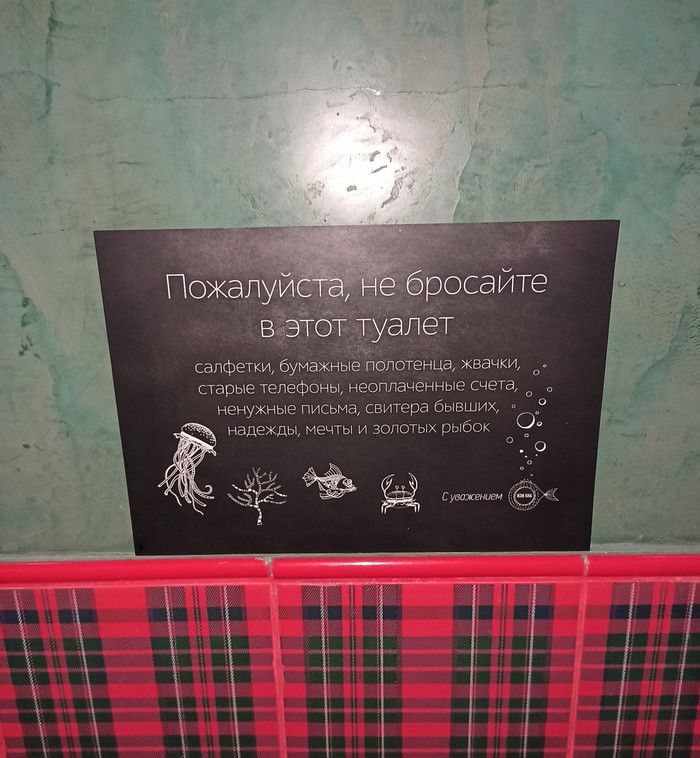 Пожалуйста, не бросайте
в этот туалет
салфетки, бумажные полотенца, жвачки,
старые телефоны, неоплаченные счета,
ненужные письма, свитера бывших,
надежды, мечты и золотых рыбок
С уважением